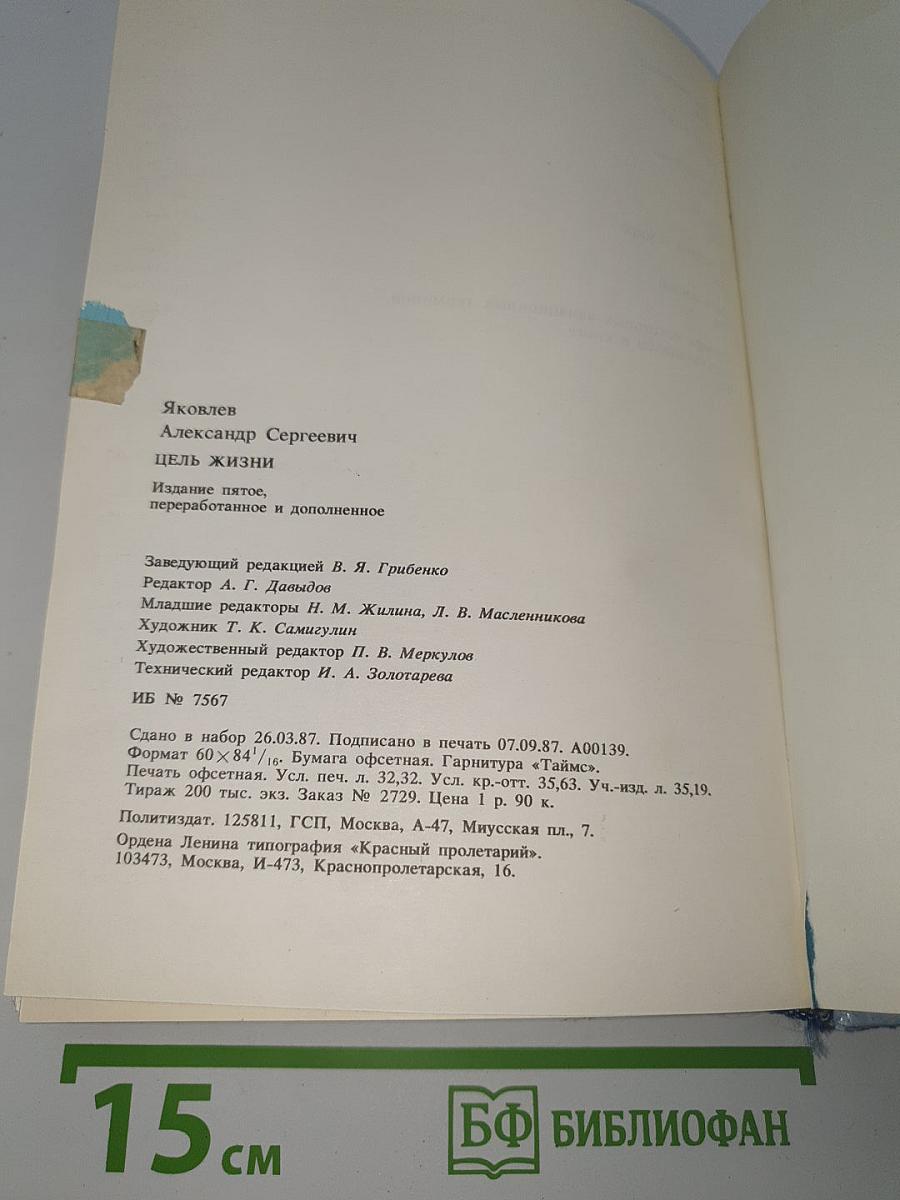 Яковлев
Александр Сергеевич
ЦЕЛЬ ЖИЗНИ
Издание пятое,
переработанное и дополненное
Заведующий редакцией В. Я. Грибенко
Редактор А. Г. Давыдов
Младшие редакторы Н. М. Жилина, Л. В. Масленникова
Художник Т. К. Самигулин
Художественный редактор П. В. Меркулов
Технический редактор И. А. Золотарева
ИБ № 7567
Сдано в набор 26.03.87. Подписано в печать 07.09.87. А00139.
Формат 60×84 1/16. Бумага офсетная. Гарнитура «Таймс».
Печать офсетная. Усл. печ. л. 32,32. Усл. кр.-отт. 35,63. Уч.-изд. л. 35,19.
Тираж 200 тыс. экз. Заказ № 2729. Цена 1 р. 90 к.
Политиздат. 125811, ГСП, Москва, А-47, Миусская пл., 7.
Ордена Ленина типография «Красный пролетарий».
103473, Москва, И-473, Краснопролетарская, 16.
15 см
БФ БИБЛИОФАН